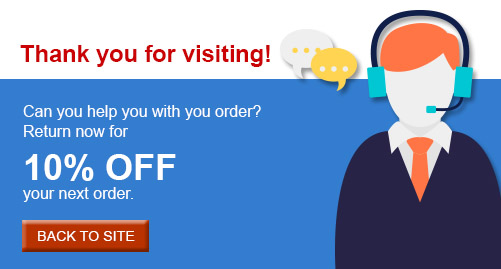 Thank you for visiting!
Can you help you with you order?
Return now for
10% OFF
your next order.
BACK TO SITE